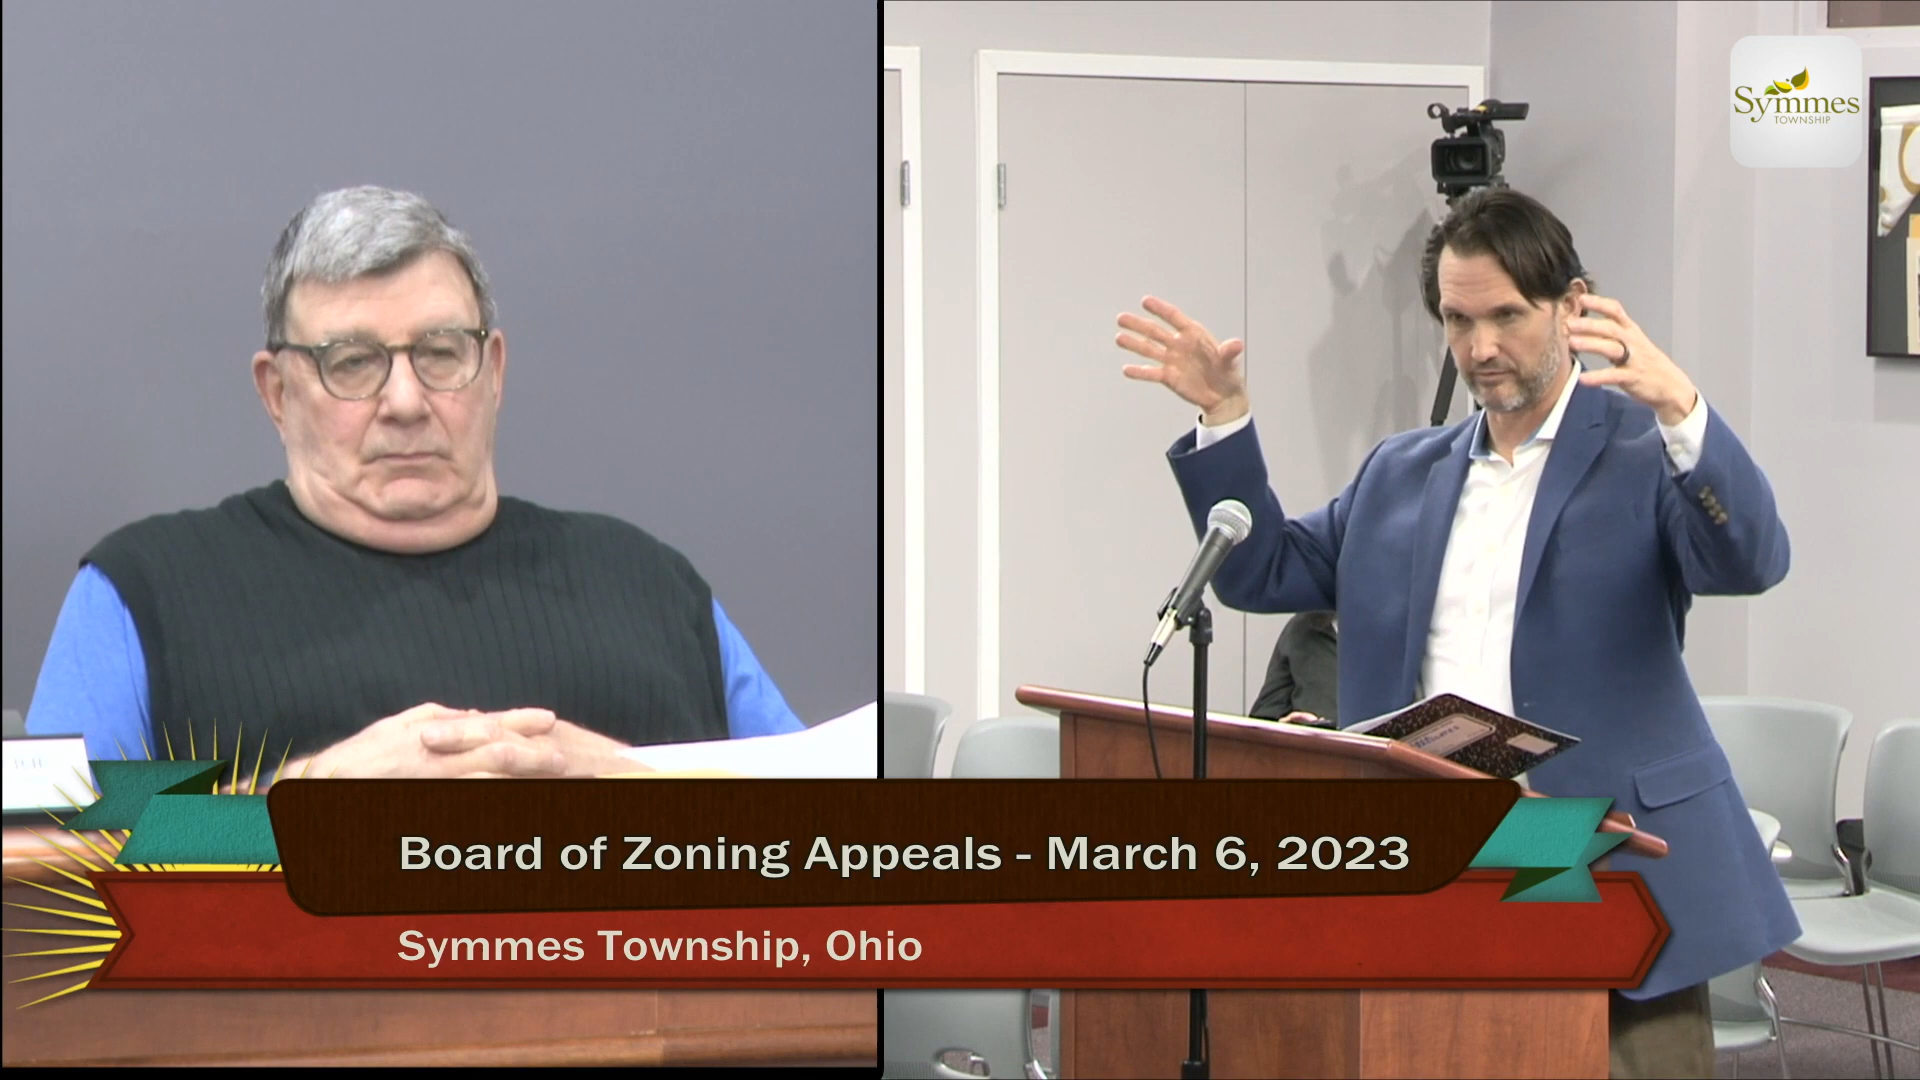 Symmes
TOWNSHIP
Board of Zoning Appeals - March 6, 2023
Symmes Township, Ohio